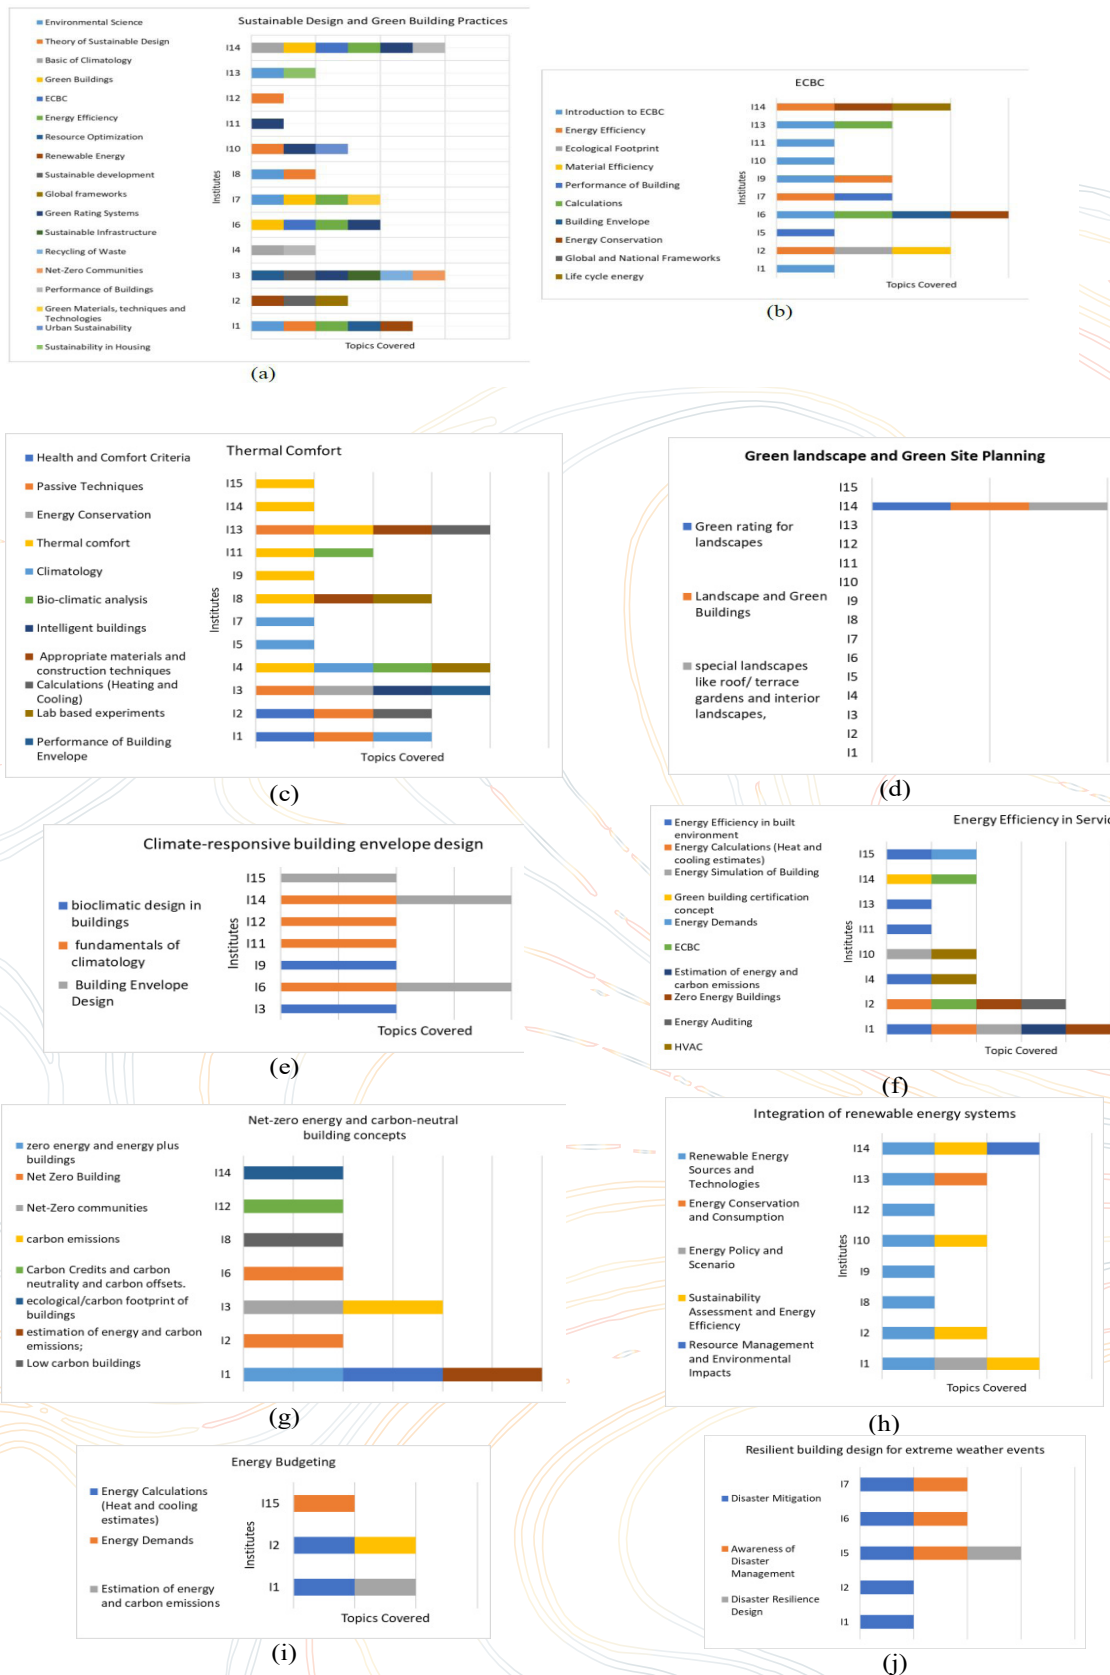 Sustainable Design and Green Building Practices
Environmental Science
Theory of Sustainable Design
Basic of Climatology
Green Buildings
ECBC
Energy Efficiency
Resource Optimization
Renewable Energy
Sustainable development
Global frameworks
Green Rating Systems
Sustainable Infrastructure
Recycling of Waste
Net-Zero Communities
Performance of Buildings
Green Materials, techniques and
Technologies
Urban Sustainability
Sustainability in Housing
Institutes
I14
I13
I12
I11
I10
I8
I7
I6
I4
I3
I2
I1
Topics Covered
(a)
ECBC
Introduction to ECBC
Energy Efficiency
Ecological Footprint
Material Efficiency
Performance of Building
Calculations
Building Envelope
Energy Conservation
Global and National Frameworks
Life cycle energy
Institutes
I14
I13
I11
I10
I9
I7
I6
I5
I2
I1
Topics Covered
(b)
Thermal Comfort
Health and Comfort Criteria
Passive Techniques
Energy Conservation
Thermal comfort
Climatology
Bio-climatic analysis
Intelligent buildings
Appropriate materials and
construction techniques
Calculations (Heating and
Cooling)
Lab based experiments
Performance of Building
Envelope
Institutes
I15
I14
I13
I11
I9
I8
I7
I5
I4
I3
I2
I1
Topics Covered
(c)
Green landscape and Green Site Planning
Green rating for
landscapes
Landscape and Green
Buildings
special landscapes
like roof/ terrace
gardens and interior
landscapes,
I15
I14
I13
I12
I11
I10
I9
I8
I7
I6
I5
I4
I3
I2
I1
(d)
Climate-responsive building envelope design
bioclimatic design in
buildings
fundamentals of
climatology
Building Envelope
Design
Institutes
I15
I14
I12
I11
I9
I6
I3
Topics Covered
(e)
Energy Efficiency in Servic
Energy Efficiency in built
environment
Energy Calculations (Heat and
cooling estimates)
Energy Simulation of Building
Green building certification
concept
Energy Demands
ECBC
Estimation of energy and
carbon emissions
Zero Energy Buildings
Energy Auditing
HVAC
Institutes
I15
I14
I13
I11
I10
I4
I2
I1
Topic Covered
(f)
Net-zero energy and carbon-neutral
building concepts
zero energy and energy plus
buildings
Net Zero Building
Net-Zero communities
carbon emissions
Carbon Credits and carbon
neutrality and carbon offsets.
ecological/carbon footprint of
buildings
estimation of energy and carbon
emissions;
Low carbon buildings
I14
I12
I8
I6
I3
I2
I1
(g)
Integration of renewable energy systems
Renewable Energy
Sources and
Technologies
Energy Conservation
and Consumption
Energy Policy and
Scenario
Sustainability
Assessment and Energy
Efficiency
Resource Management
and Environmental
Impacts
Institutes
I14
I13
I12
I10
I9
I8
I2
I1
Topics Covered
(h)
Energy Budgeting
Energy Calculations
(Heat and cooling
estimates)
Energy Demands
Estimation of energy
and carbon emissions
Institutes
I15
I2
I1
Topics Covered
(i)
Resilient building design for extreme weather events
Disaster Mitigation
Awareness of
Disaster
Management
Disaster Resilience
Design
I7
I6
I5
I2
I1
(j)